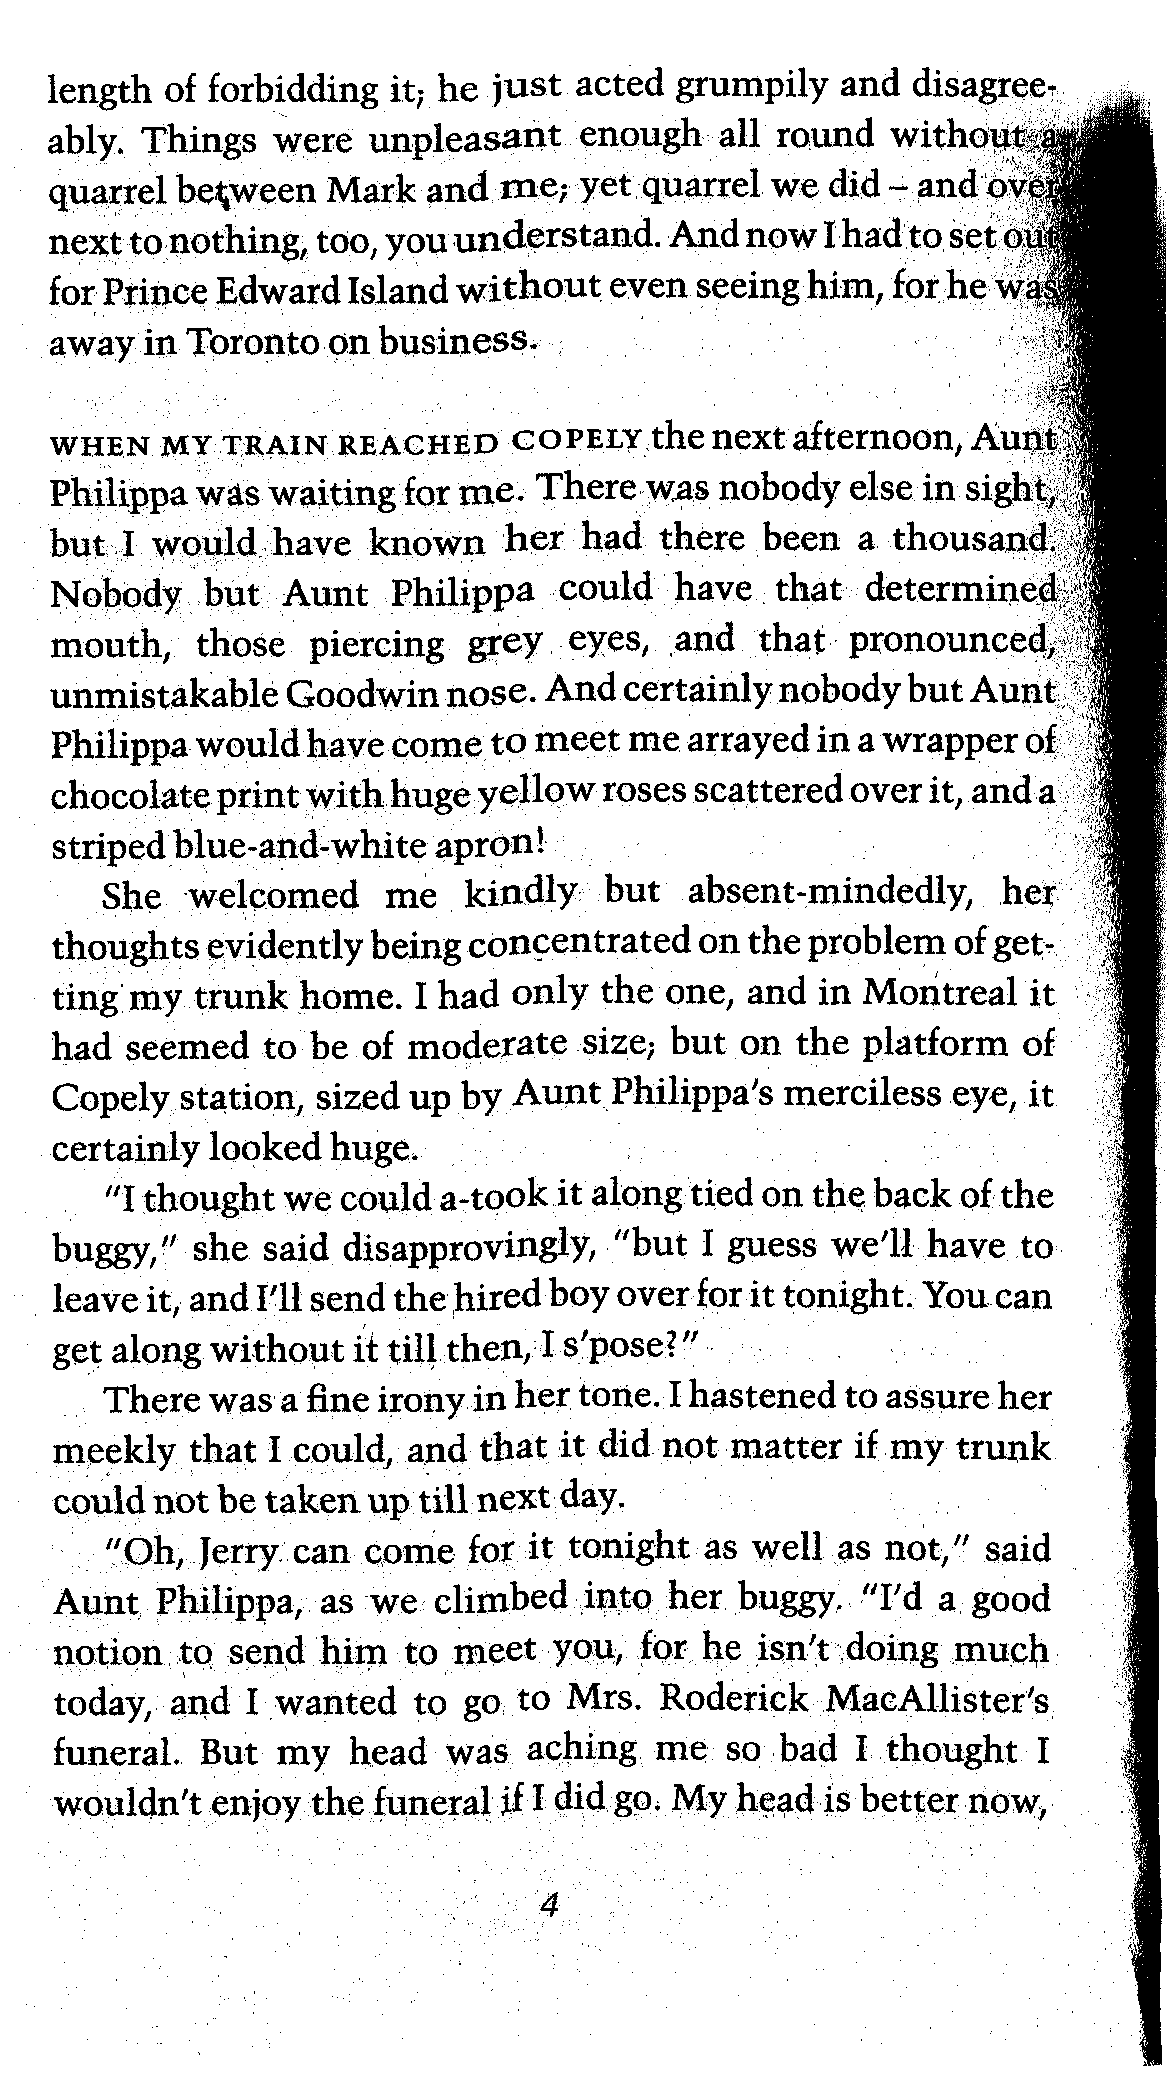 length of forbidding it; he just acted grumpily and disagree-
ably. Things were unpleasant enough all round without a
quarrel between Mark and me; yet quarrel we did – and over
next to nothing, too, you understand. And now I had to set out
for Prince Edward Island without even seeing him, for he was
away in Toronto on business.
WHEN MY TRAIN REACHED COPELY the next afternoon, Aunt
Philippa was waiting for me. There was nobody else in sight,
but I would have known her had there been a thousand.
Nobody but Aunt Philippa could have that determined
mouth, those piercing grey eyes, and that pronounced,
unmistakable Goodwin nose. And certainly nobody but Aunt
Philippa would have come to meet me arrayed in a wrapper of
chocolate print with huge yellow roses scattered over it, and a
striped blue-and-white apron!
She welcomed me kindly but absent-mindedly, her
thoughts evidently being concentrated on the problem of get-
ting my trunk home. I had only the one, and in Montreal it
had seemed to be of moderate size; but on the platform of
Copely station, sized up by Aunt Philippa's merciless eye, it
certainly looked huge.
"I thought we could a-took it along tied on the back of the
buggy," she said disapprovingly, "but I guess we'll have to
leave it, and I'll send the hired boy over for it tonight. You can
get along without it till then, I s'pose?"
There was a fine irony in her tone. I hastened to assure her
meekly that I could, and that it did not matter if my trunk
could not be taken up till next day.
"Oh, Jerry can come for it tonight as well as not," said
Aunt Philippa, as we climbed into her buggy. "I'd a good
notion to send him to meet you, for he isn't doing much
today, and I wanted to go to Mrs. Roderick MacAllister's
funeral. But my head was aching me so bad I thought I
wouldn't enjoy the funeral if I did go. My head is better now,
4